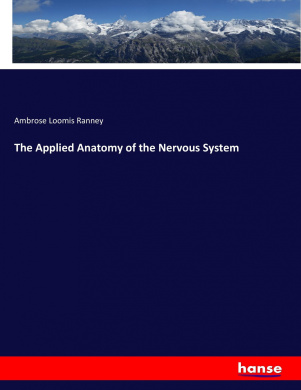 Ambrose Loomis Ranney
The Applied Anatomy of the Nervous System
hanse